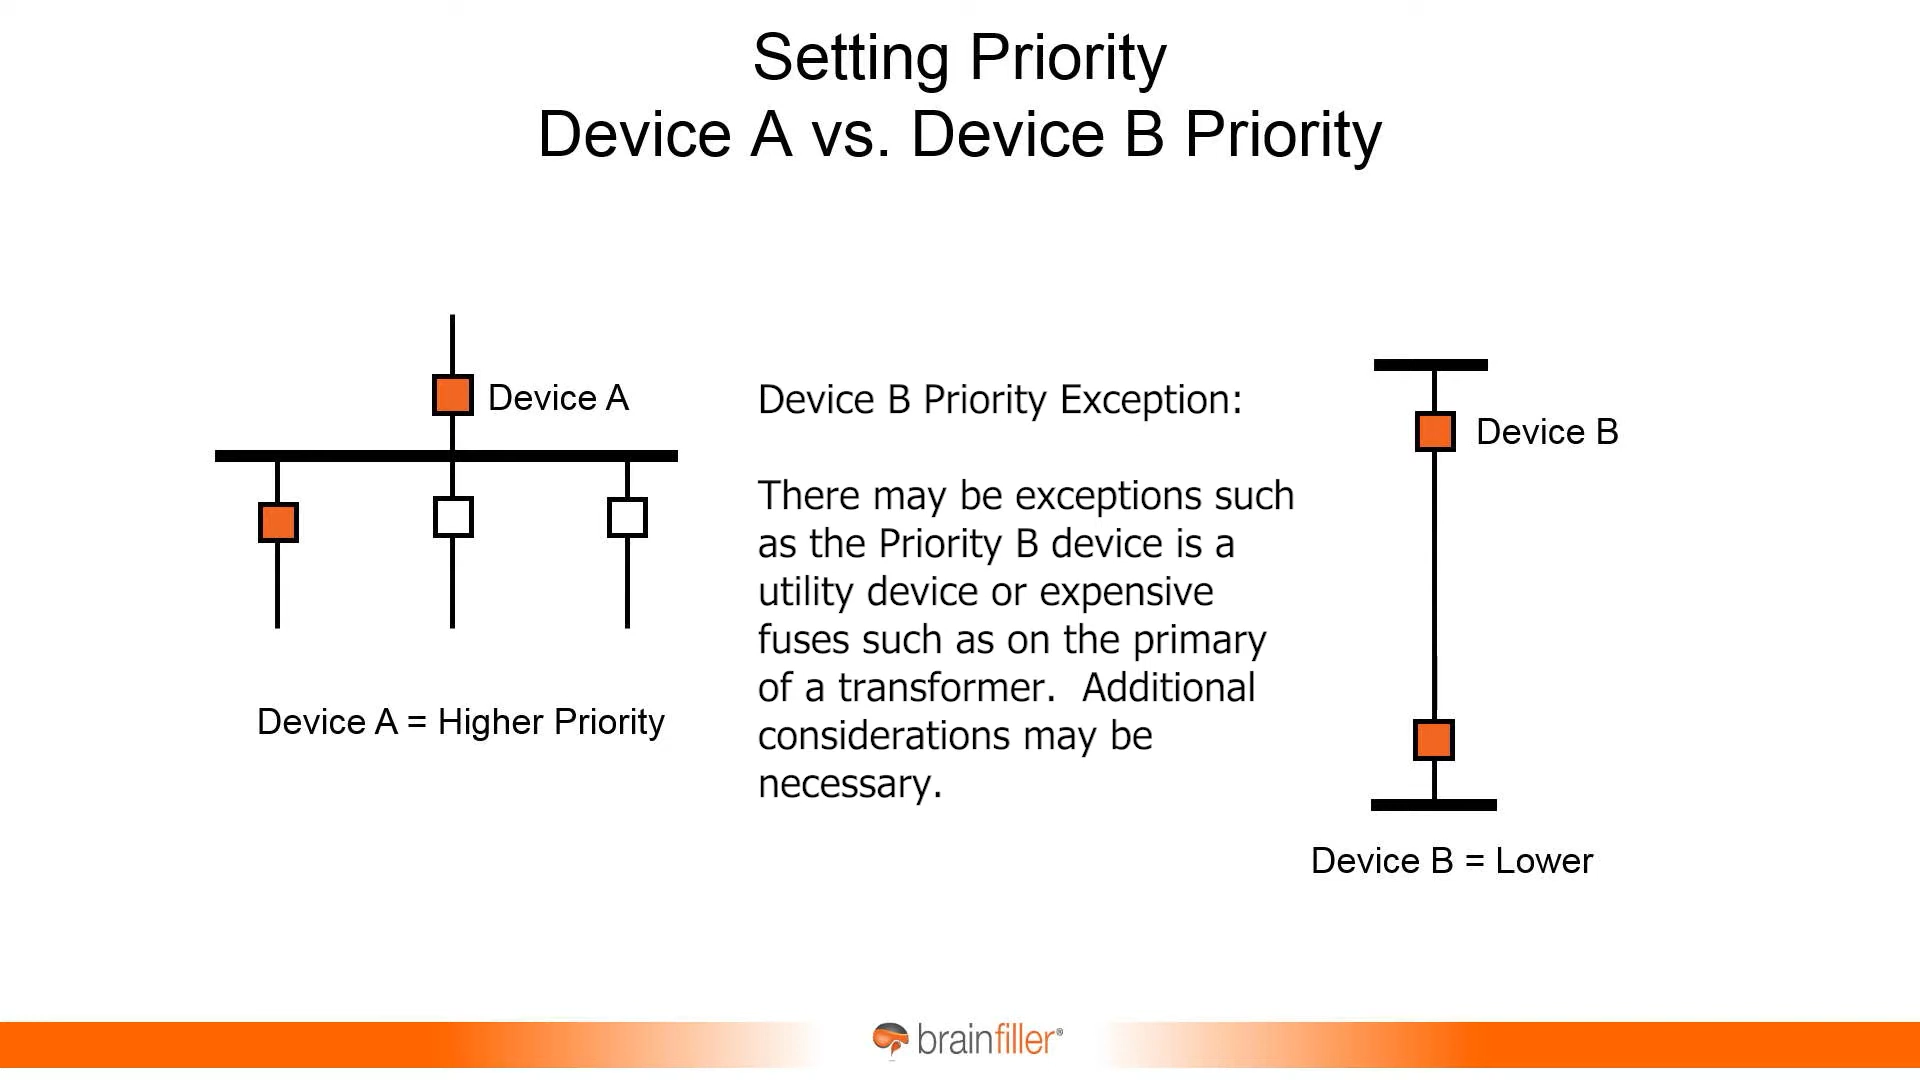 Setting Priority
Device A vs. Device B Priority
Device A
Device A = Higher Priority
Device B Priority Exception:
There may be exceptions such
as the Priority B device is a
utility device or expensive
fuses such as on the primary
of a transformer.  Additional
considerations may be
necessary.
Device B
Device B = Lower
brainfiller®